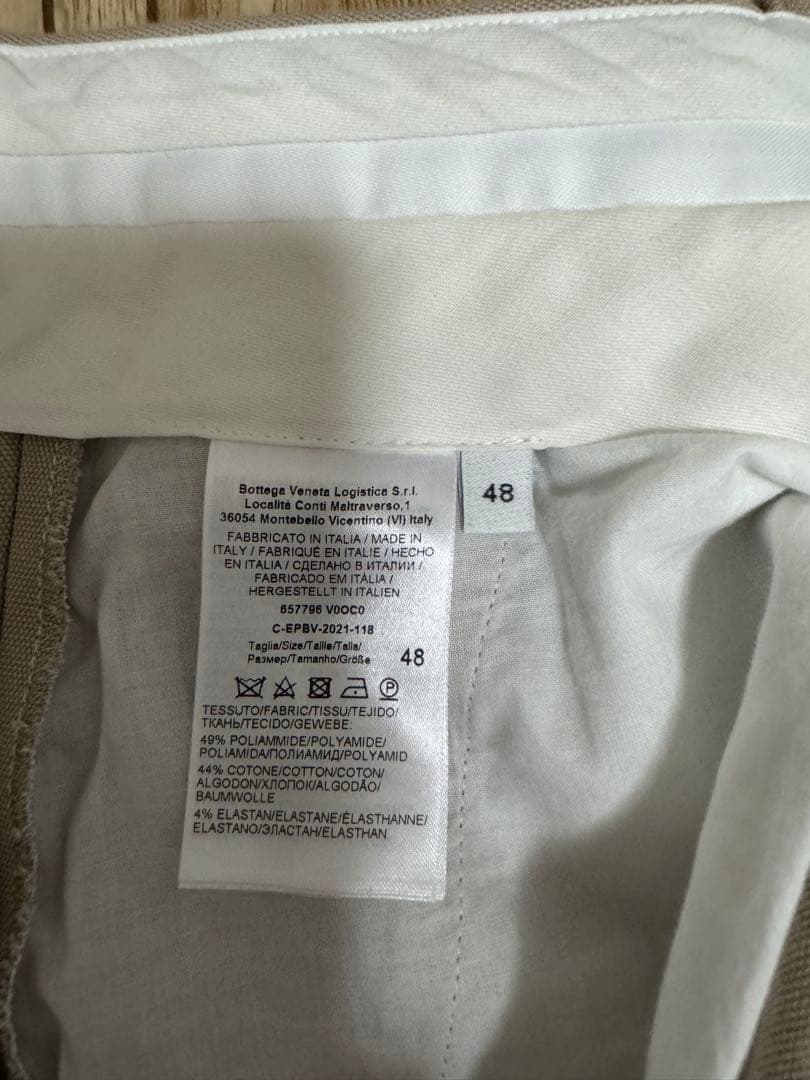 Bottega Veneta Logistica S.r.l.
Località Conti Maltraverso,1
36054 Montebello Vicentino (VI) Italy
FABBRICATO IN ITALIA / MADE IN
ITALY / FABRIQUÉ EN ITALIE / HECHO
EN ITALIA / СДЕЛАНО В ИТАЛИИ /
FABRICADO EM ITÁLIA /
HERGESTELLT IN ITALIEN
657796 V0OC0
C-EPBV-2021-118
Taglia/Size/Taille/Talla/
Размер/Tamanho/Größe 48
P
TESSUTO/FABRIC/TISSU/TEJIDO/
ТКАНЬ/TECIDO/GEWEBE:
49% POLIAMMIDE/POLYAMIDE/
POLIAMIDA/ПОЛИАМИД/POLYAMID
44% COTONE/COTTON/COTON/
ALGODON/ХЛОПОК/ALGODÃO/
BAUMWOLLE
4% ELASTAN/ELASTANE/ÉLASTHANNE/
ELASTANO/ЭЛАСТАН/ELASTHAN
48